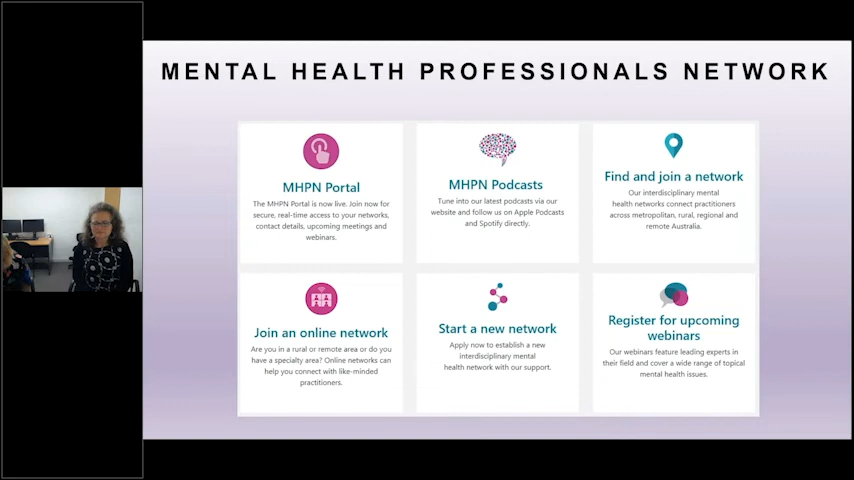 MENTAL HEALTH PROFESSIONALS NETWORK
MHPN Portal
The MHPN Portal is now live. Join now for
secure, real-time access to your networks,
contact details, upcoming meetings and
webinars.
MHPN Podcasts
Tune into our latest podcasts via our
website and follow us on Apple Podcasts
and Spotify directly.
Find and join a network
Our interdisciplinary mental
health networks connect practitioners
across metropolitan, rural, regional and
remote Australia.
Join an online network
Are you in a rural or remote area or do you
have a specialty area? Online networks can
help you connect with like-minded
practitioners.
Start a new network
Apply now to establish a new
interdisciplinary mental
health network with our support.
Register for upcoming
webinars
Our webinars feature leading experts in
their field and cover a wide range of topical
mental health issues.